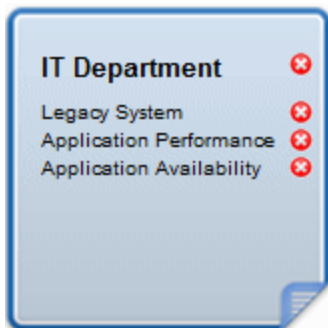 IT Department
Legacy System
Application Performance
Application Availability